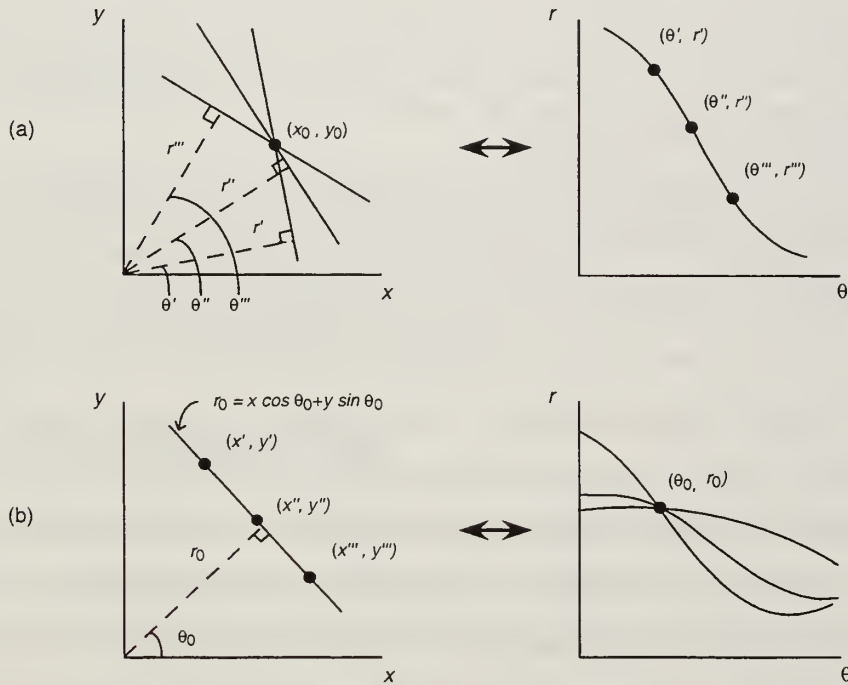 (a)
y
(x₀ , y₀)
r'''
r''
r'
x
θ' θ'' θ'''
r
(θ', r')
(θ'', r'')
(θ''', r''')
θ
(b)
y
r₀ = x cos θ₀+y sin θ₀
(x' , y')
(x'', y'')
(x''' , y''')
r₀
θ₀
x
r
(θ₀, r₀)
θ